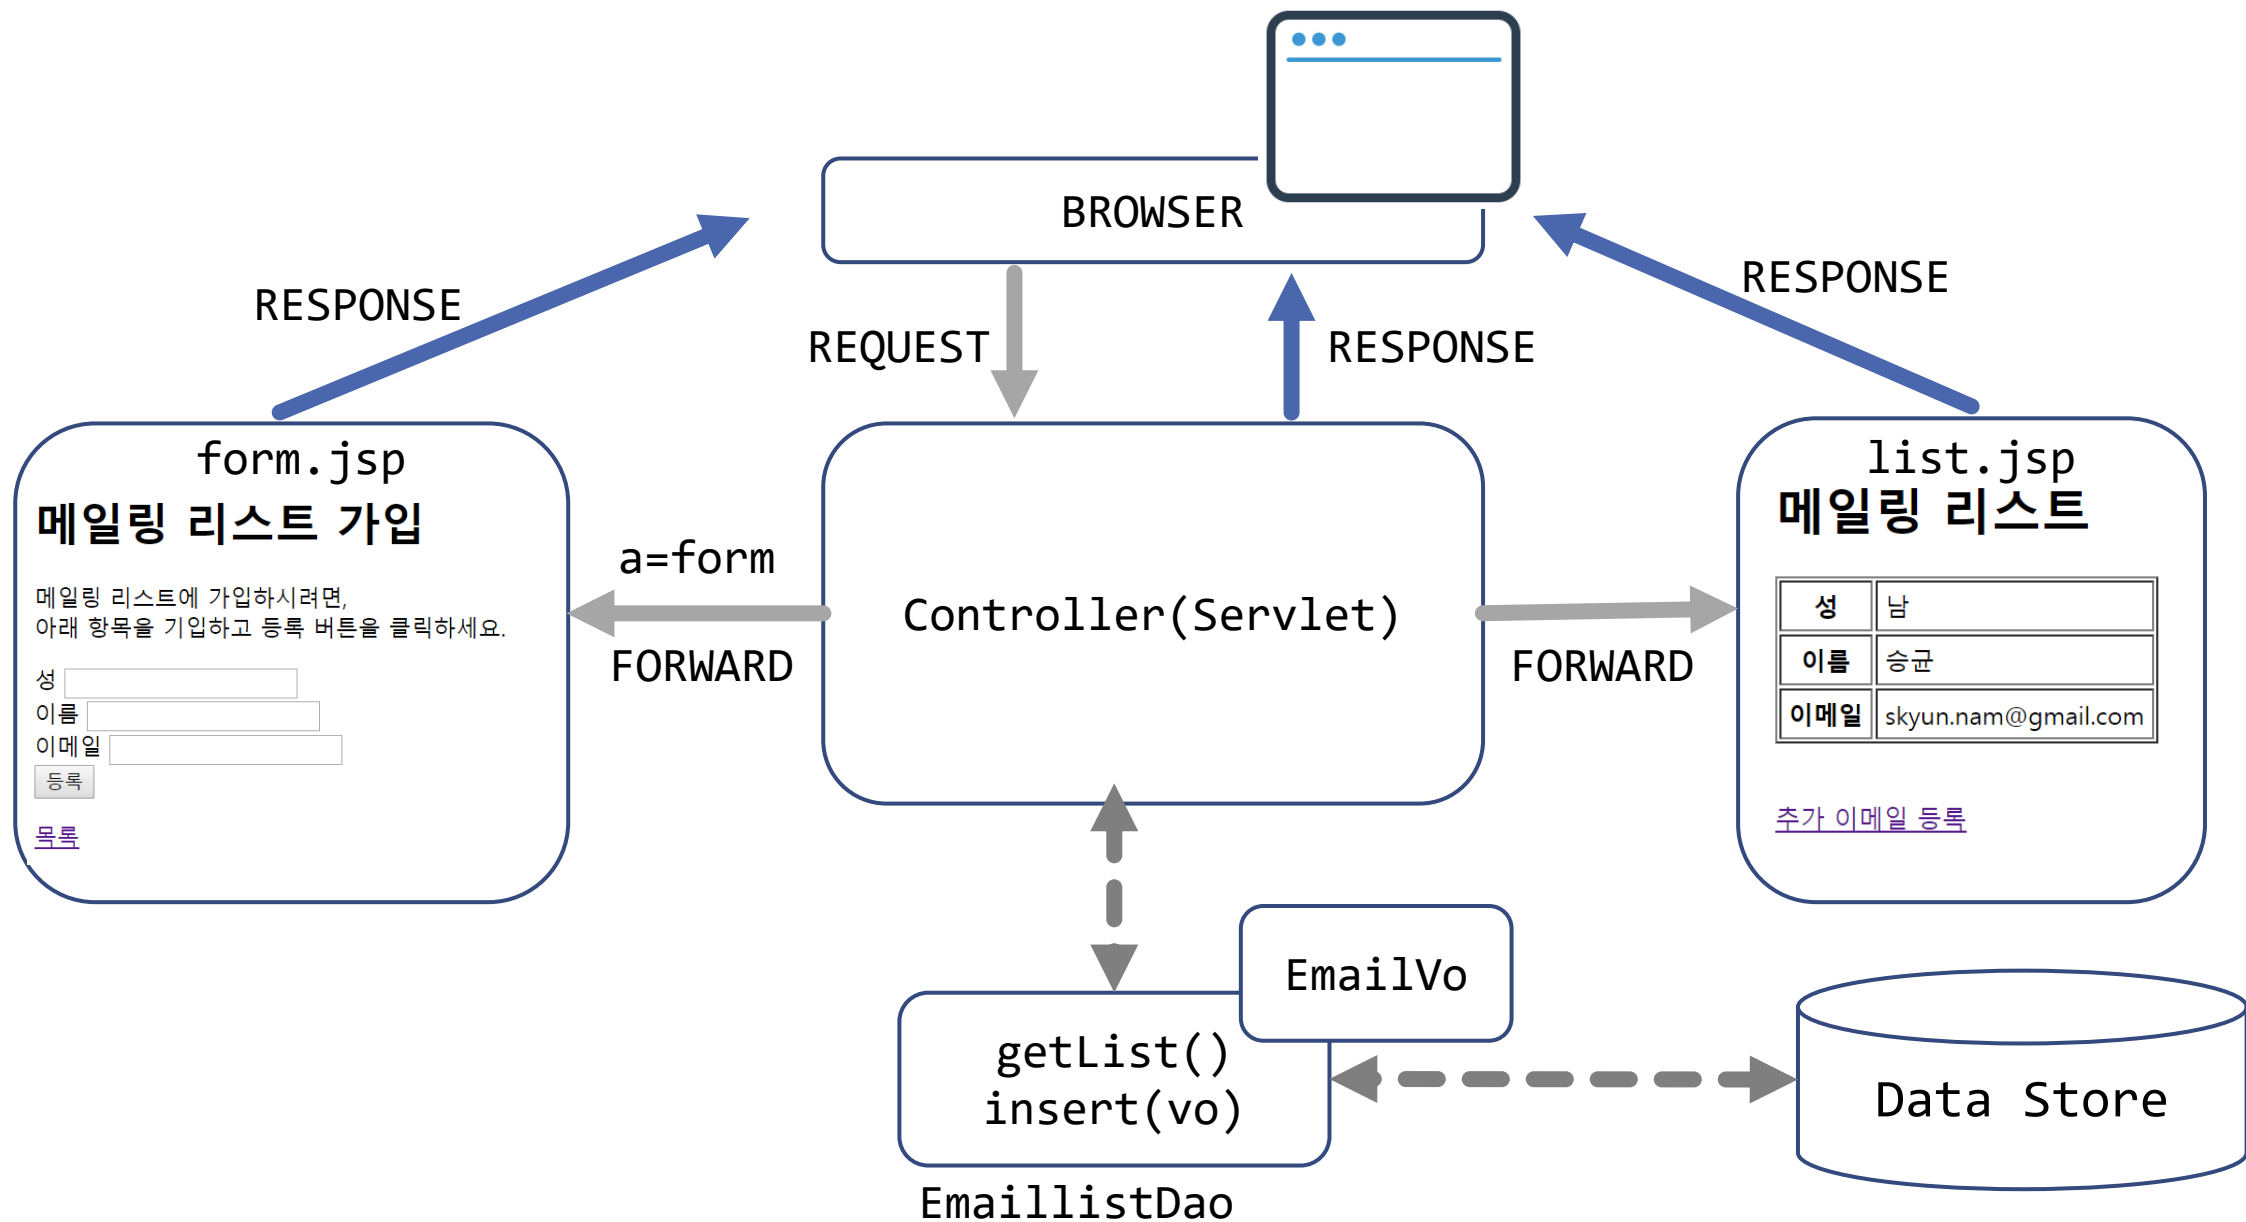 BROWSER
RESPONSE
REQUEST
RESPONSE
RESPONSE
form.jsp
메일링 리스트 가입
메일링 리스트에 가입하시려면,
아래 항목을 기입하고 등록 버튼을 클릭하세요.
성
이름
이메일
등록
목록
a=form
FORWARD
Controller(Servlet)
FORWARD
list.jsp
메일링 리스트
성 남
이름 승균
이메일 skyun.nam@gmail.com
추가 이메일 등록
EmailVo
getList()
insert(vo)
EmaillistDao
Data Store